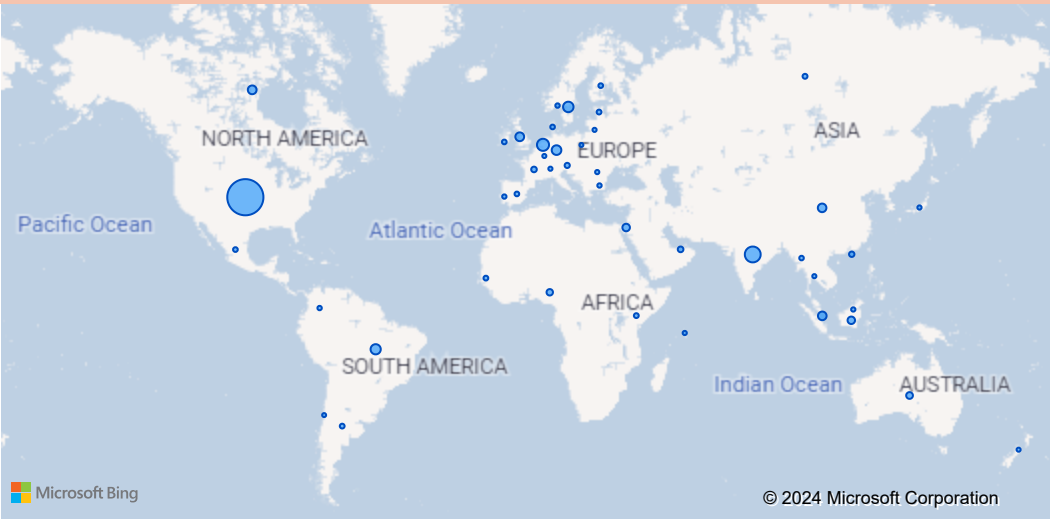 NORTH AMERICA
ASIA
EUROPE
Pacific Ocean
Atlantic Ocean
AFRICA
SOUTH AMERICA
Indian Ocean
AUSTRALIA
Microsoft Bing
© 2024 Microsoft Corporation